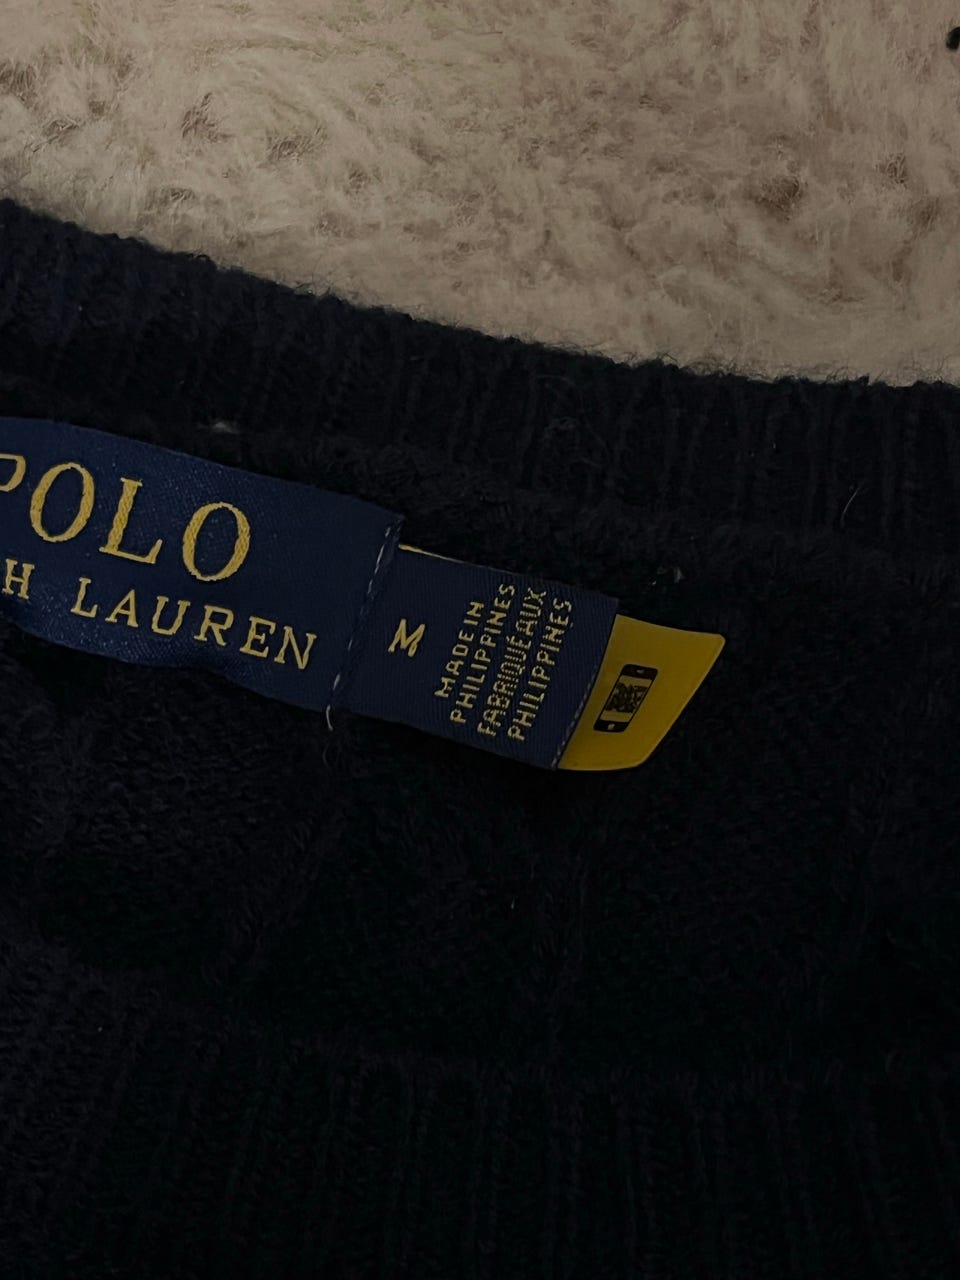 POLO
H LAUREN
M
MADE IN
PHILIPPINES
FABRIQUÉ AUX
PHILIPPINES